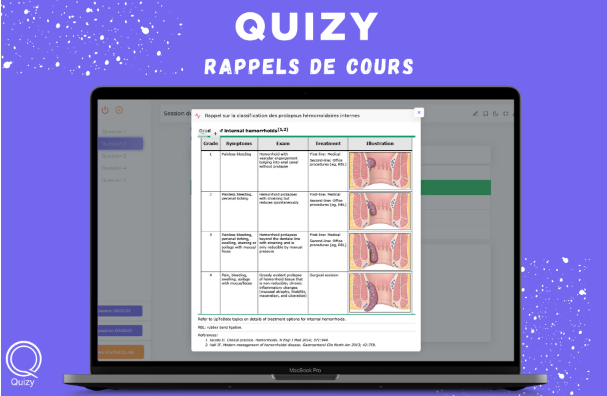 QUIZY
RAPPELS DE COURS
Session d
Rappel sur la classification des prolapsus hémorroïdaires internes
of internal hemorrhoids[1,2]
Grade Symptoms Exam Treatment Illustration
1 Painless bleeding Hemorrhoid with vascular engorgement bulging into anal canal without prolapse First-line: Medical Second-line: Office procedures (eg, RBL)
2 Painless bleeding, perianal itching Hemorrhoid prolapses with straining but reduces spontaneously First-line: Medical Second-line: Office procedures (eg, RBL)
3 Painless bleeding, perianal itching, swelling, staining or spillage with mucus/feces Hemorrhoid prolapses beyond the dentate line with straining and is only reducible by manual pressure First-line: Medical Second-line: Office procedures (eg, RBL)
4 Pain, bleeding, swelling, spillage with mucus/feces Grossly evident prolapse of hemorrhoid tissue that is non-reducible; chronic inflammatory changes (mucosal atrophy, friability, maceration, and ulceration) Surgical excision
Refer to UpToDate topics on details of treatment options for internal hemorrhoids.
RBL: rubber band ligation.
References:
1. Jacobs D. Clinical practice. Hemorrhoids. N Engl J Med 2014; 371:944.
2. Hall JF. Modern management of hemorrhoidal disease. Gastroenterol Clin North Am 2013; 42:759.
MacBook Pro
Quizy